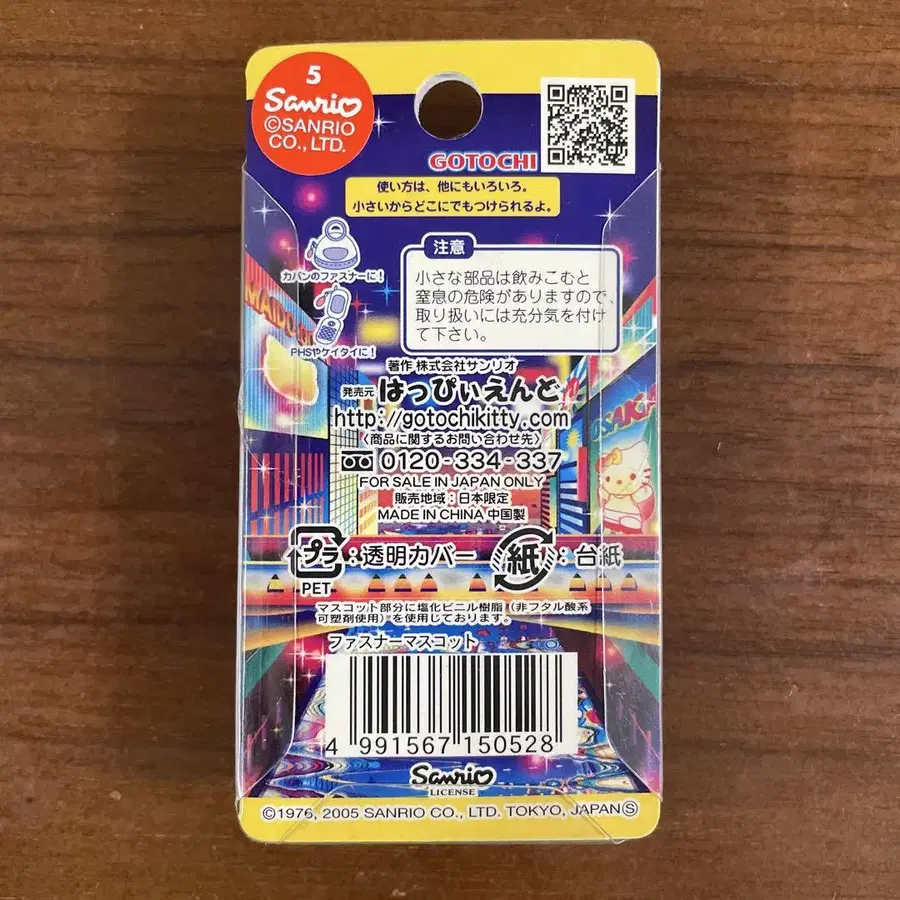 5
Sanrio
©SANRIO
CO., LTD.
GOTOCHI
使い方は、他にもいろいろ。
小さいからどこにでもつけられるよ。
カバンのファスナーに!
PHSやケイタイに!
注意
小さな部品は飲みこむと
窒息の危険がありますので、
取り扱いには充分気を付け
て下さい。
MAIDO
OSAKA
著作 株式会社サンリオ
発売元 はっぴぃえんど
http://gotochikitty.com
〈商品に関するお問い合わせ先〉
0120-334-337
FOR SALE IN JAPAN ONLY
販売地域:日本限定
MADE IN CHINA 中国製
プラ:透明カバー
PET
紙:台紙
マスコット部分に塩化ビニル樹脂(非フタル酸系
可塑剤使用)を使用しております。
ファスナーマスコット
4 991567 150528
Sanrio
LICENSE
©1976, 2005 SANRIO CO., LTD. TOKYO, JAPAN Ⓢ